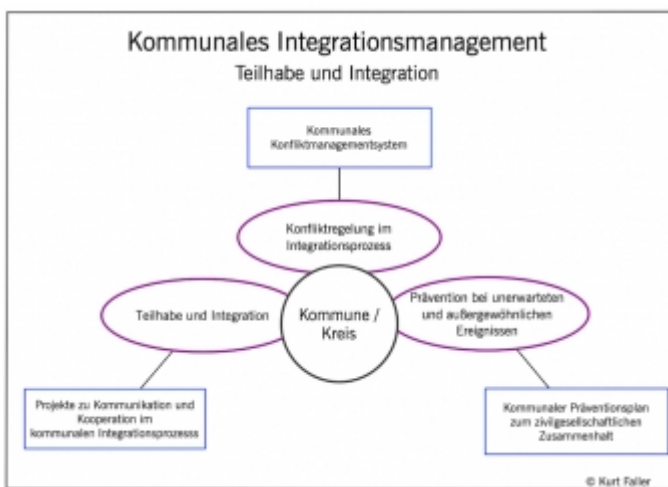 Kommunales Integrationsmanagement
Teilhabe und Integration
Kommunales
Konfliktmanagementsystem
Konfliktregelung im
Integrationsprozess
Teilhabe und Integration
Kommune /
Kreis
Prävention bei unerwarteten
und außergewöhnlichen
Ereignissen
Projekte zu Kommunikation und
Kooperation im
kommunalen Integrationsprozesss
Kommunaler Präventionsplan
zum zivilgesellschaftlichen
Zusammenhalt
© Kurt Faller